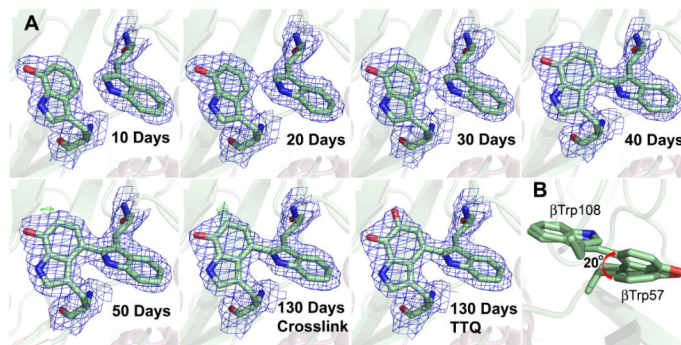 A
10 Days
20 Days
30 Days
40 Days
50 Days
130 Days
Crosslink
130 Days
TTQ
B
βTrp108
20°
βTrp57